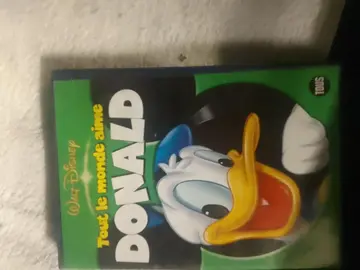 WALT DISNEY
Tout le monde aime
DONALD
TOUS